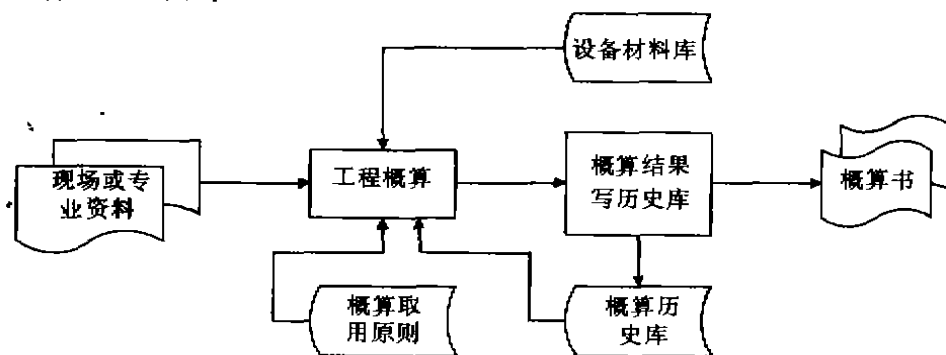 设备材料库
现场或专
业资料
工程概算
概算结果
写历史库
概算书
概算取
用原则
概算历
史库